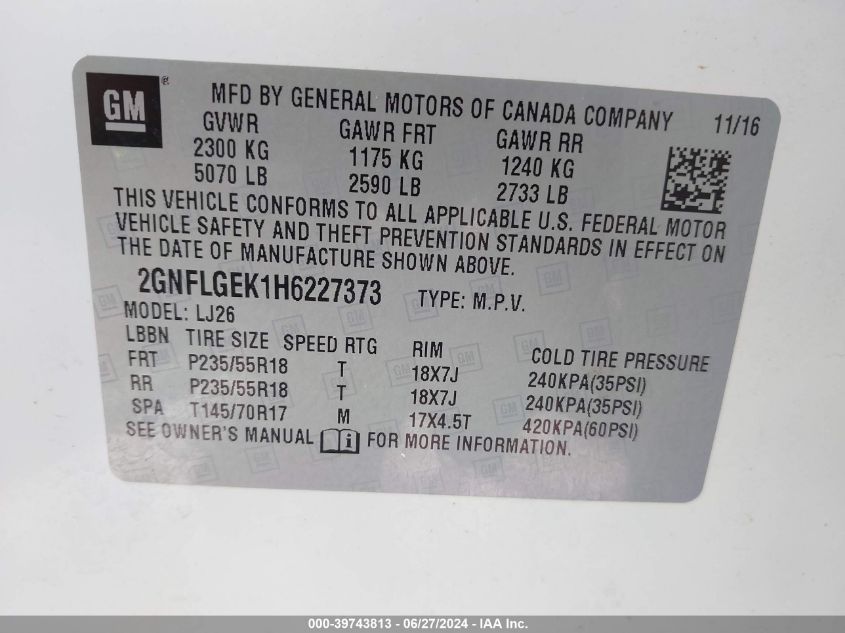 GM ®
MFD BY GENERAL MOTORS OF CANADA COMPANY 11/16
GVWR GAWR FRT GAWR RR
2300 KG 1175 KG 1240 KG
5070 LB 2590 LB 2733 LB
THIS VEHICLE CONFORMS TO ALL APPLICABLE U.S. FEDERAL MOTOR
VEHICLE SAFETY AND THEFT PREVENTION STANDARDS IN EFFECT ON
THE DATE OF MANUFACTURE SHOWN ABOVE.
2GNFLGEK1H6227373 TYPE: M.P.V.
MODEL: LJ26
LBBN TIRE SIZE SPEED RTG RIM COLD TIRE PRESSURE
FRT P235/55R18 T 18X7J 240KPA(35PSI)
RR P235/55R18 T 18X7J 240KPA(35PSI)
SPA T145/70R17 M 17X4.5T 420KPA(60PSI)
SEE OWNER'S MANUAL i FOR MORE INFORMATION.
000-39743813 - 06/27/2024 - IAA Inc.